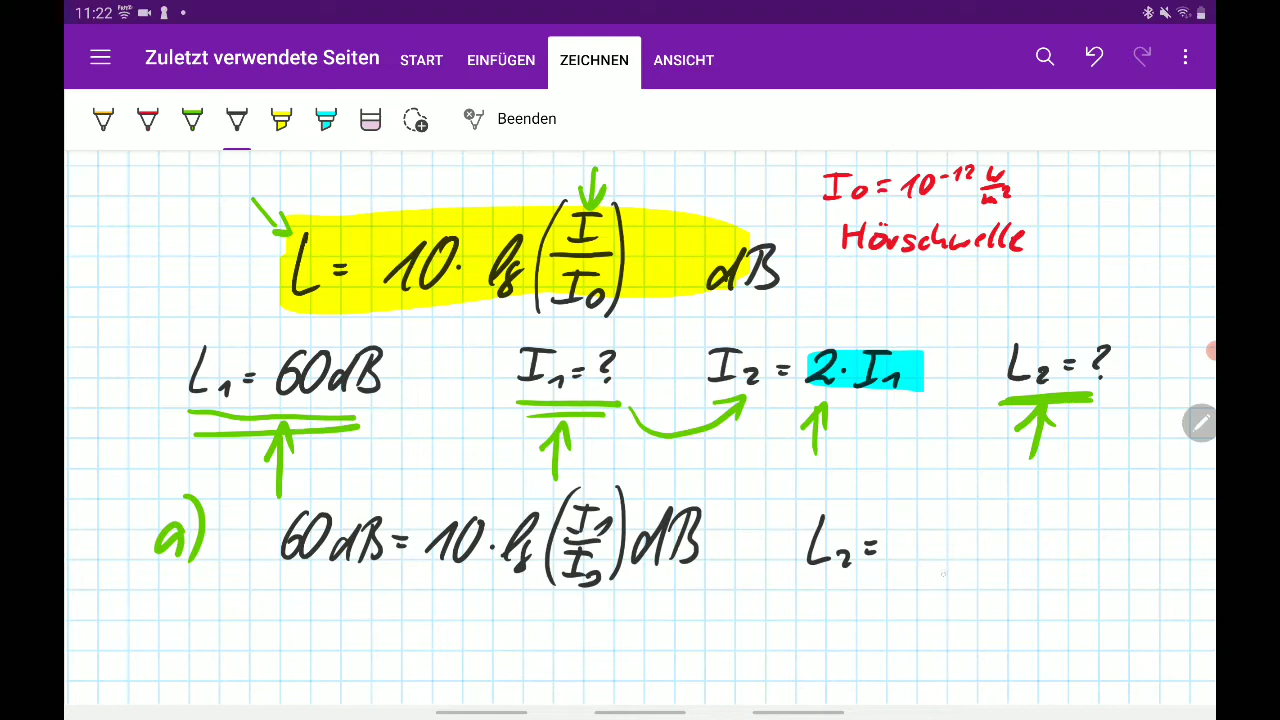 11:22
Zuletzt verwendete Seiten START EINFÜGEN ZEICHNEN ANSICHT
Beenden
I₀ = 10⁻¹² W/m²
Hörschwelle
L = 10 · lg (I/I₀) dB
L₁ = 60dB I₁ = ? I₂ = 2 · I₁ L₂ = ?
a) 60dB = 10 · lg (I₁/I₀) dB L₂ =